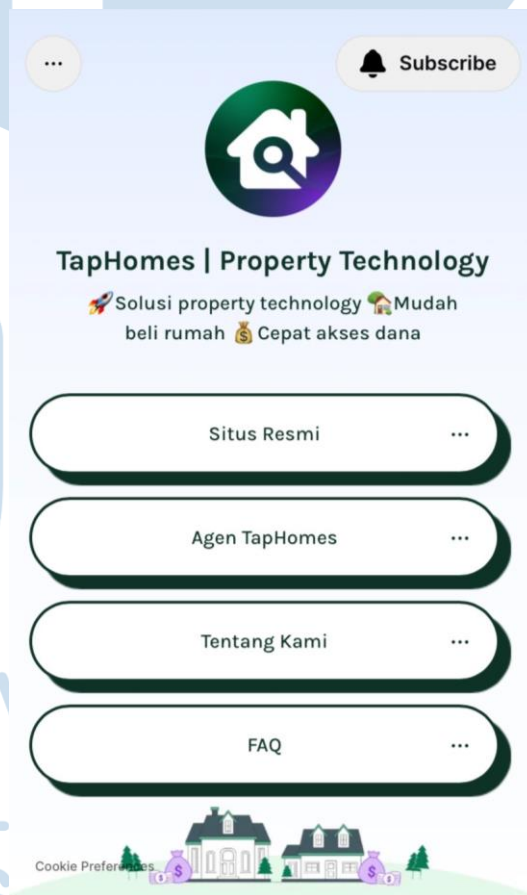 Subscribe
TapHomes | Property Technology
🚀Solusi property technology 🏡Mudah
beli rumah 💰Cepat akses dana
Situs Resmi
Agen TapHomes
Tentang Kami
FAQ
Cookie Preferences